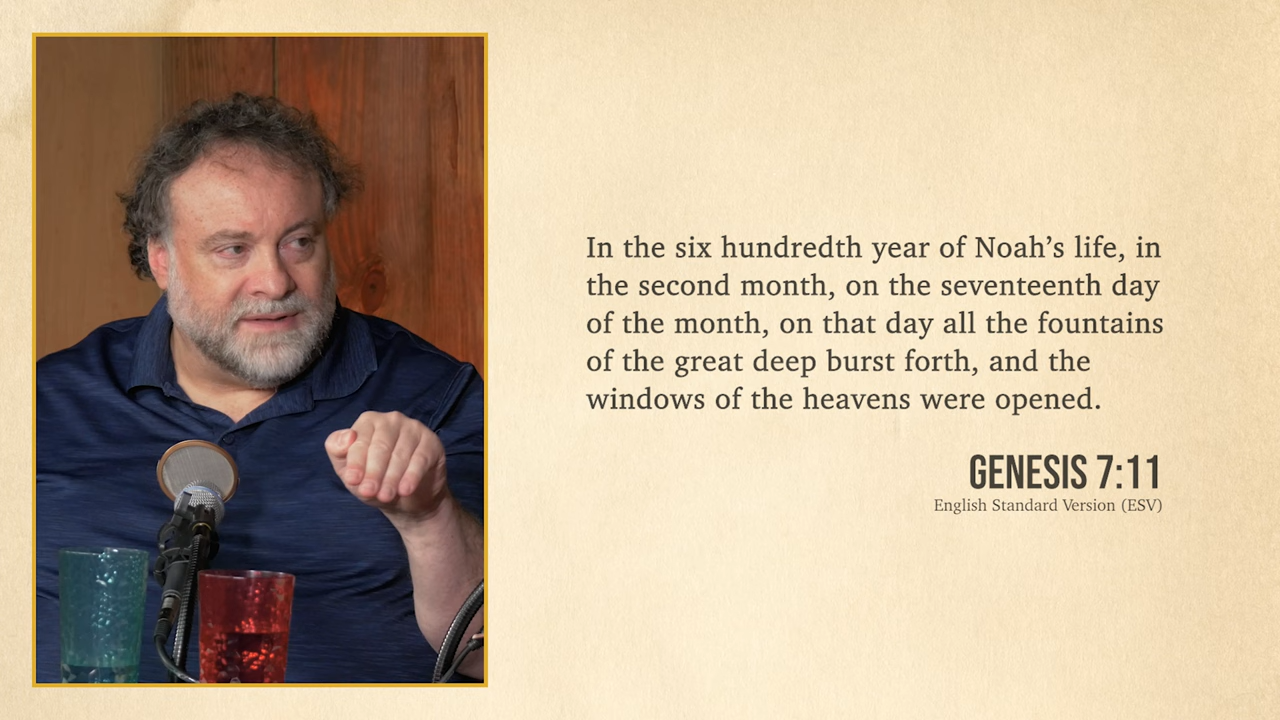 In the six hundredth year of Noah’s life, in
the second month, on the seventeenth day
of the month, on that day all the fountains
of the great deep burst forth, and the
windows of the heavens were opened.
GENESIS 7:11
English Standard Version (ESV)